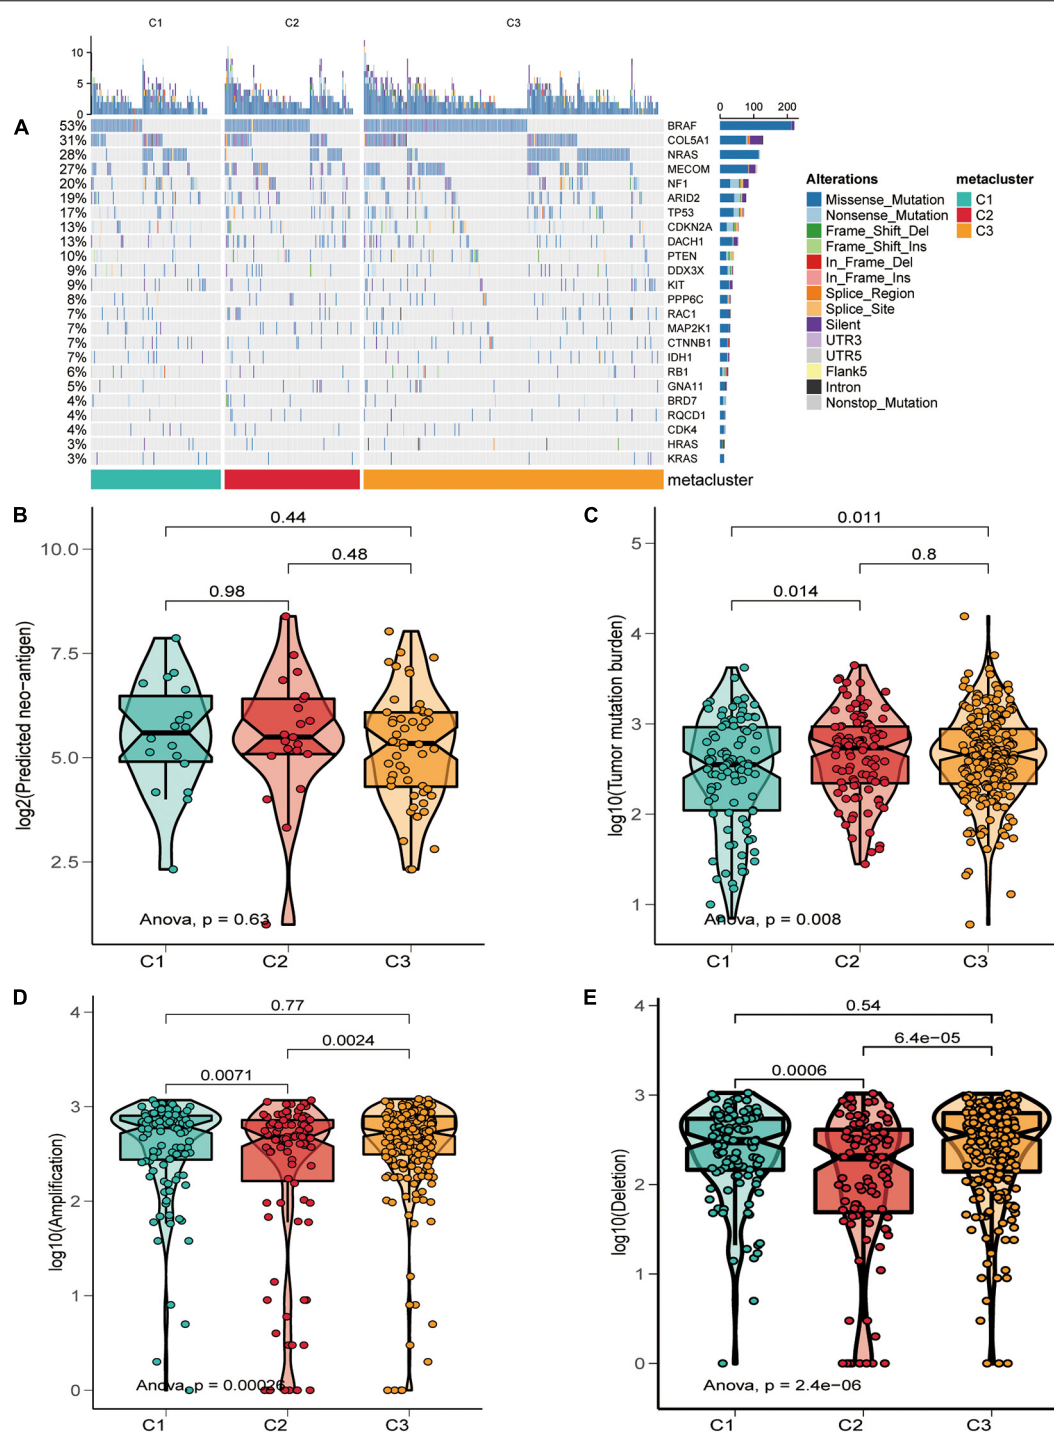 C1 C2 C3
10
5
0
0 100 200
A
53% BRAF
31% COL5A1
28% NRAS
27% MECOM
20% NF1
19% ARID2
17% TP53
13% CDKN2A
13% DACH1
10% PTEN
9% DDX3X
9% KIT
8% PPP6C
7% RAC1
7% MAP2K1
7% CTNNB1
7% IDH1
6% RB1
5% GNA11
4% BRD7
4% RQCD1
4% CDK4
3% HRAS
3% KRAS
metacluster
Alterations
Missense_Mutation
Nonsense_Mutation
Frame_Shift_Del
Frame_Shift_Ins
In_Frame_Del
In_Frame_Ins
Splice_Region
Splice_Site
Silent
UTR3
UTR5
Flank5
Intron
Nonstop_Mutation
metacluster
C1
C2
C3
B
log2(Predicted neo-antigen)
10.0
7.5
5.0
2.5
0.44
0.48
0.98
Anova, p = 0.63
C1 C2 C3
C
log10(Tumor mutation burden)
5
4
3
2
1
0.011
0.8
0.014
Anova, p = 0.008
C1 C2 C3
D
log10(Amplification)
4
3
2
1
0
0.77
0.0024
0.0071
Anova, p = 0.00026
C1 C2 C3
E
log10(Deletion)
4
3
2
1
0
0.54
6.4e−05
0.0006
Anova, p = 2.4e−06
C1 C2 C3